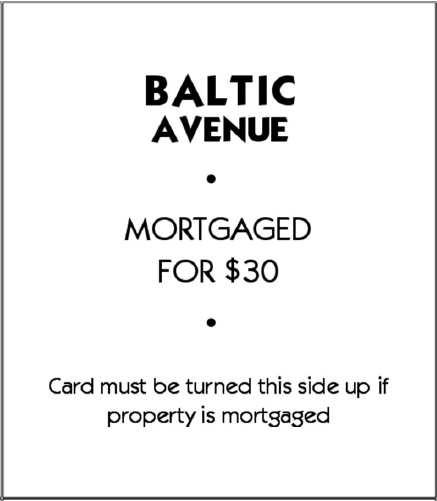 BALTIC
AVENUE
•
MORTGAGED
FOR $30
•
Card must be turned this side up if
property is mortgaged